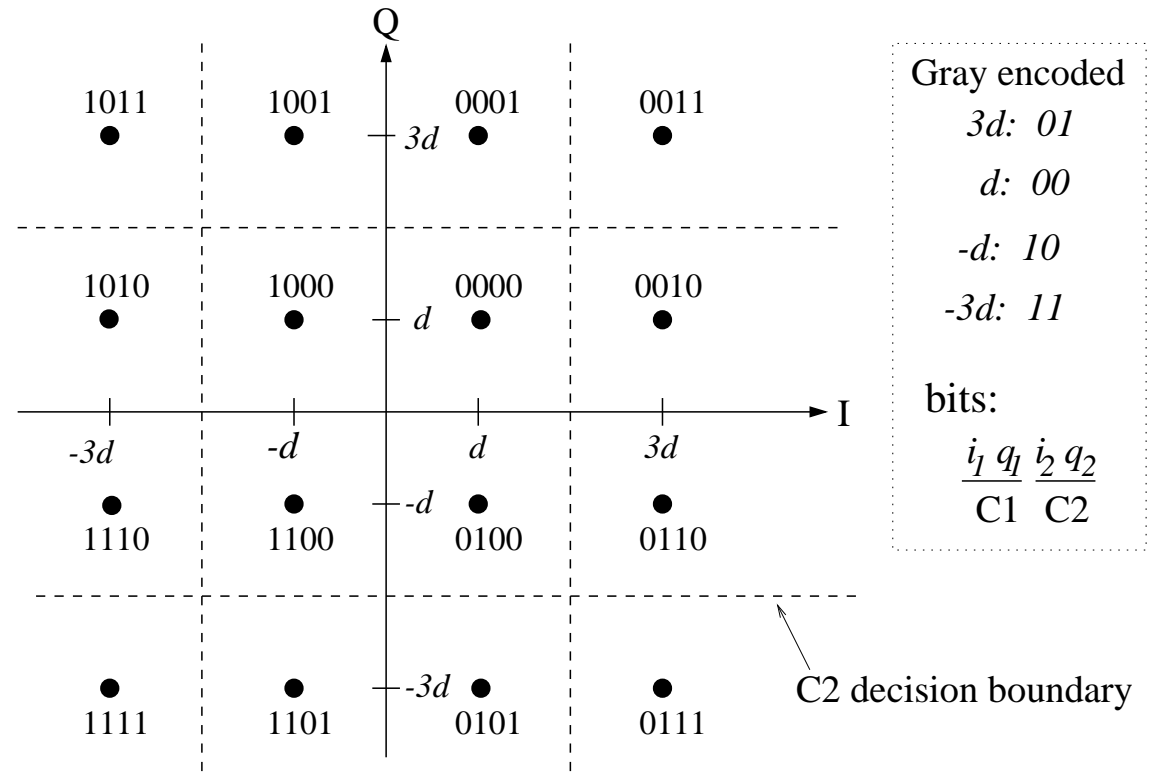 Q
1011 1001 0001 0011
3d
1010 1000 0000 0010
d
I
-3d -d d 3d
-d
1110 1100 0100 0110
-3d
1111 1101 0101 0111
C2 decision boundary
Gray encoded
3d: 01
d: 00
-d: 10
-3d: 11
bits:
i1 q1 i2 q2
C1 C2